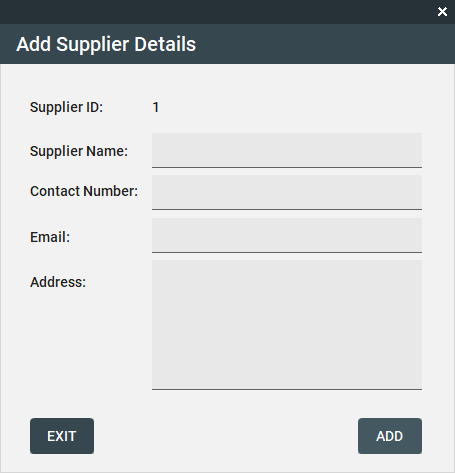 Add Supplier Details
Supplier ID: 1
Supplier Name:
Contact Number:
Email:
Address:
EXIT ADD